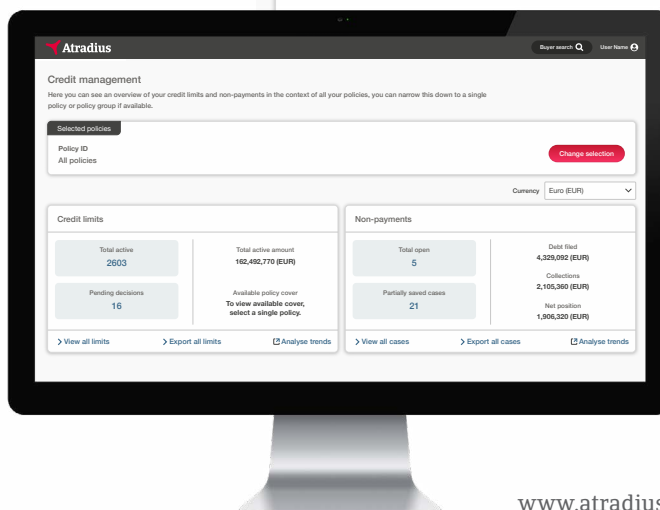 Atradius
Buyer search
User Name
Credit management
Here you can see an overview of your credit limits and non-payments in the context of all your policies, you can narrow this down to a single
policy or policy group if available.
Selected policies
Policy ID
All policies
Change selection
Currency
Euro (EUR)
Credit limits
Total active
2603
Total active amount
162,492,770 (EUR)
Pending decisions
16
Available policy cover
To view available cover,
select a single policy.
View all limits
Export all limits
Analyse trends
Non-payments
Total open
5
Debt filed
4,329,092 (EUR)
Collections
2,105,360 (EUR)
Partially saved cases
21
Net position
1,906,320 (EUR)
View all cases
Export all cases
Analyse trends
www.atradius